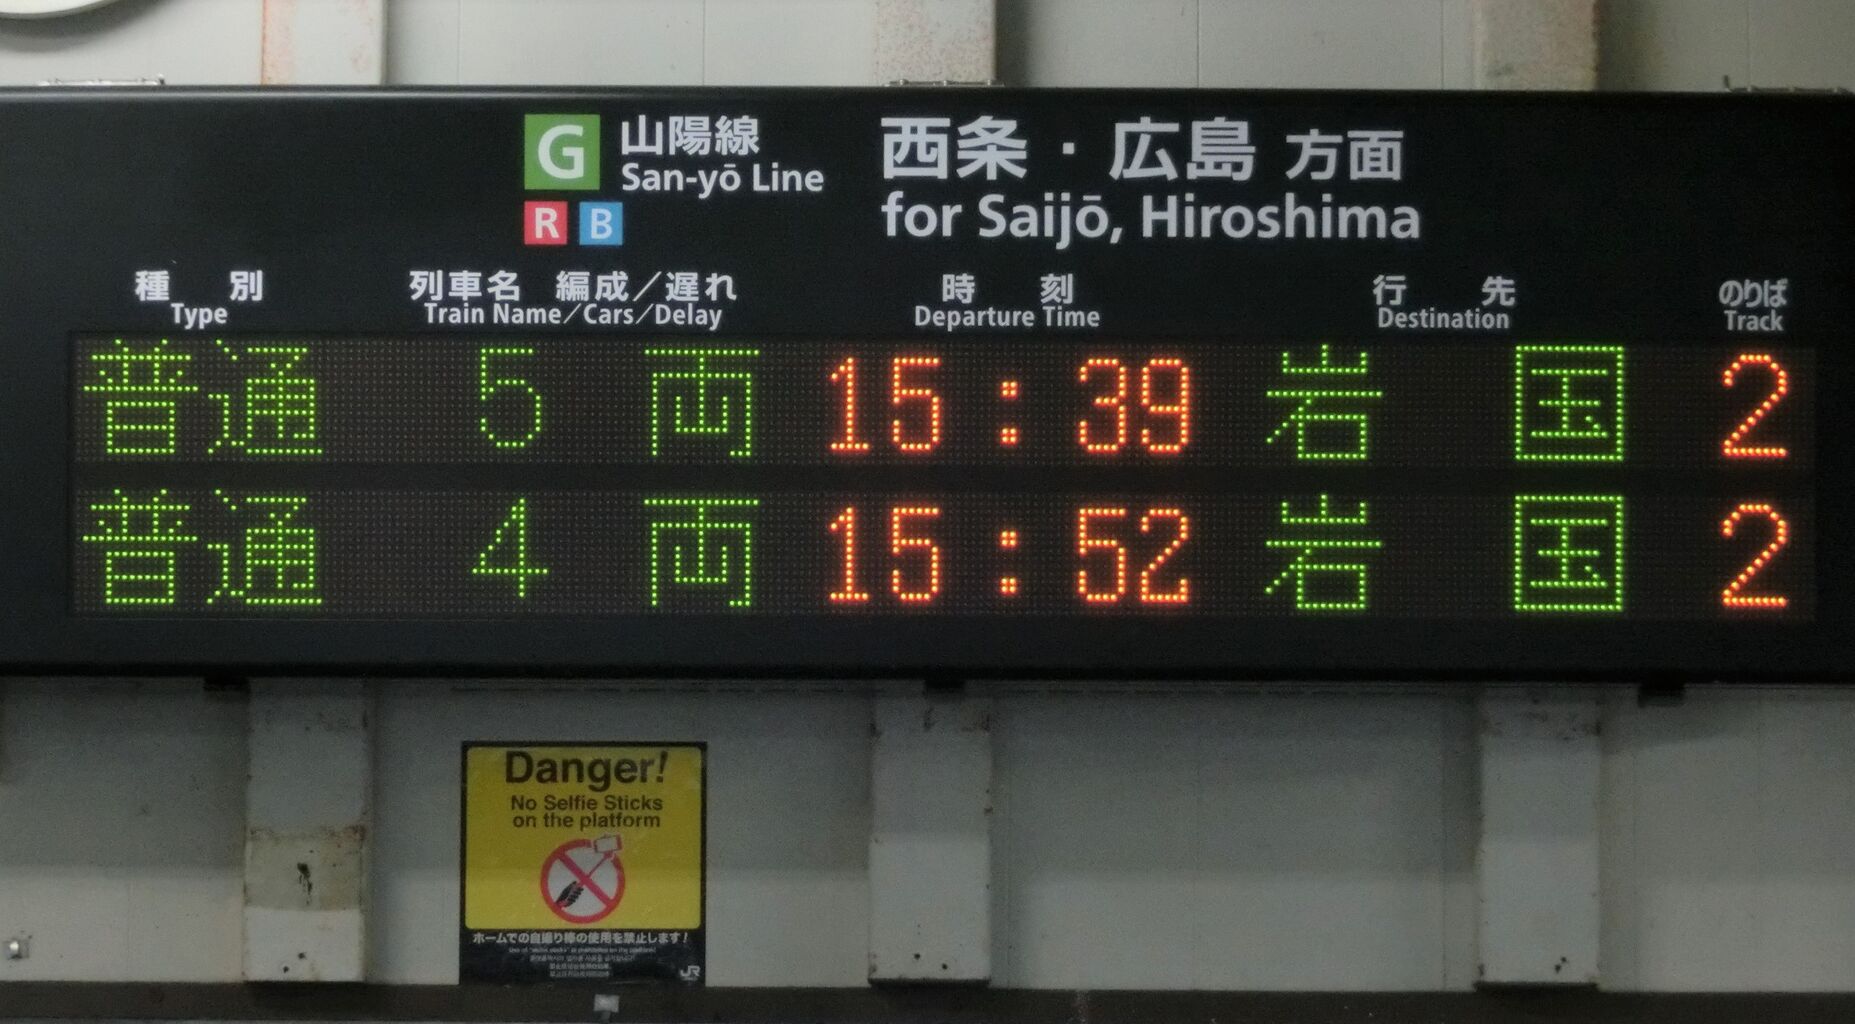 G 山陽線 西条・広島 方面
San-yō Line for Saijō, Hiroshima
R B
種別 列車名 編成／遅れ 時刻 行先 のりば
Type Train Name／Cars／Delay Departure Time Destination Track
普通 5両 15:39 岩国 2
普通 4両 15:52 岩国 2
Danger!
No Selfie Sticks
on the platform
ホームでの自撮り棒の使用を禁止します！
JR